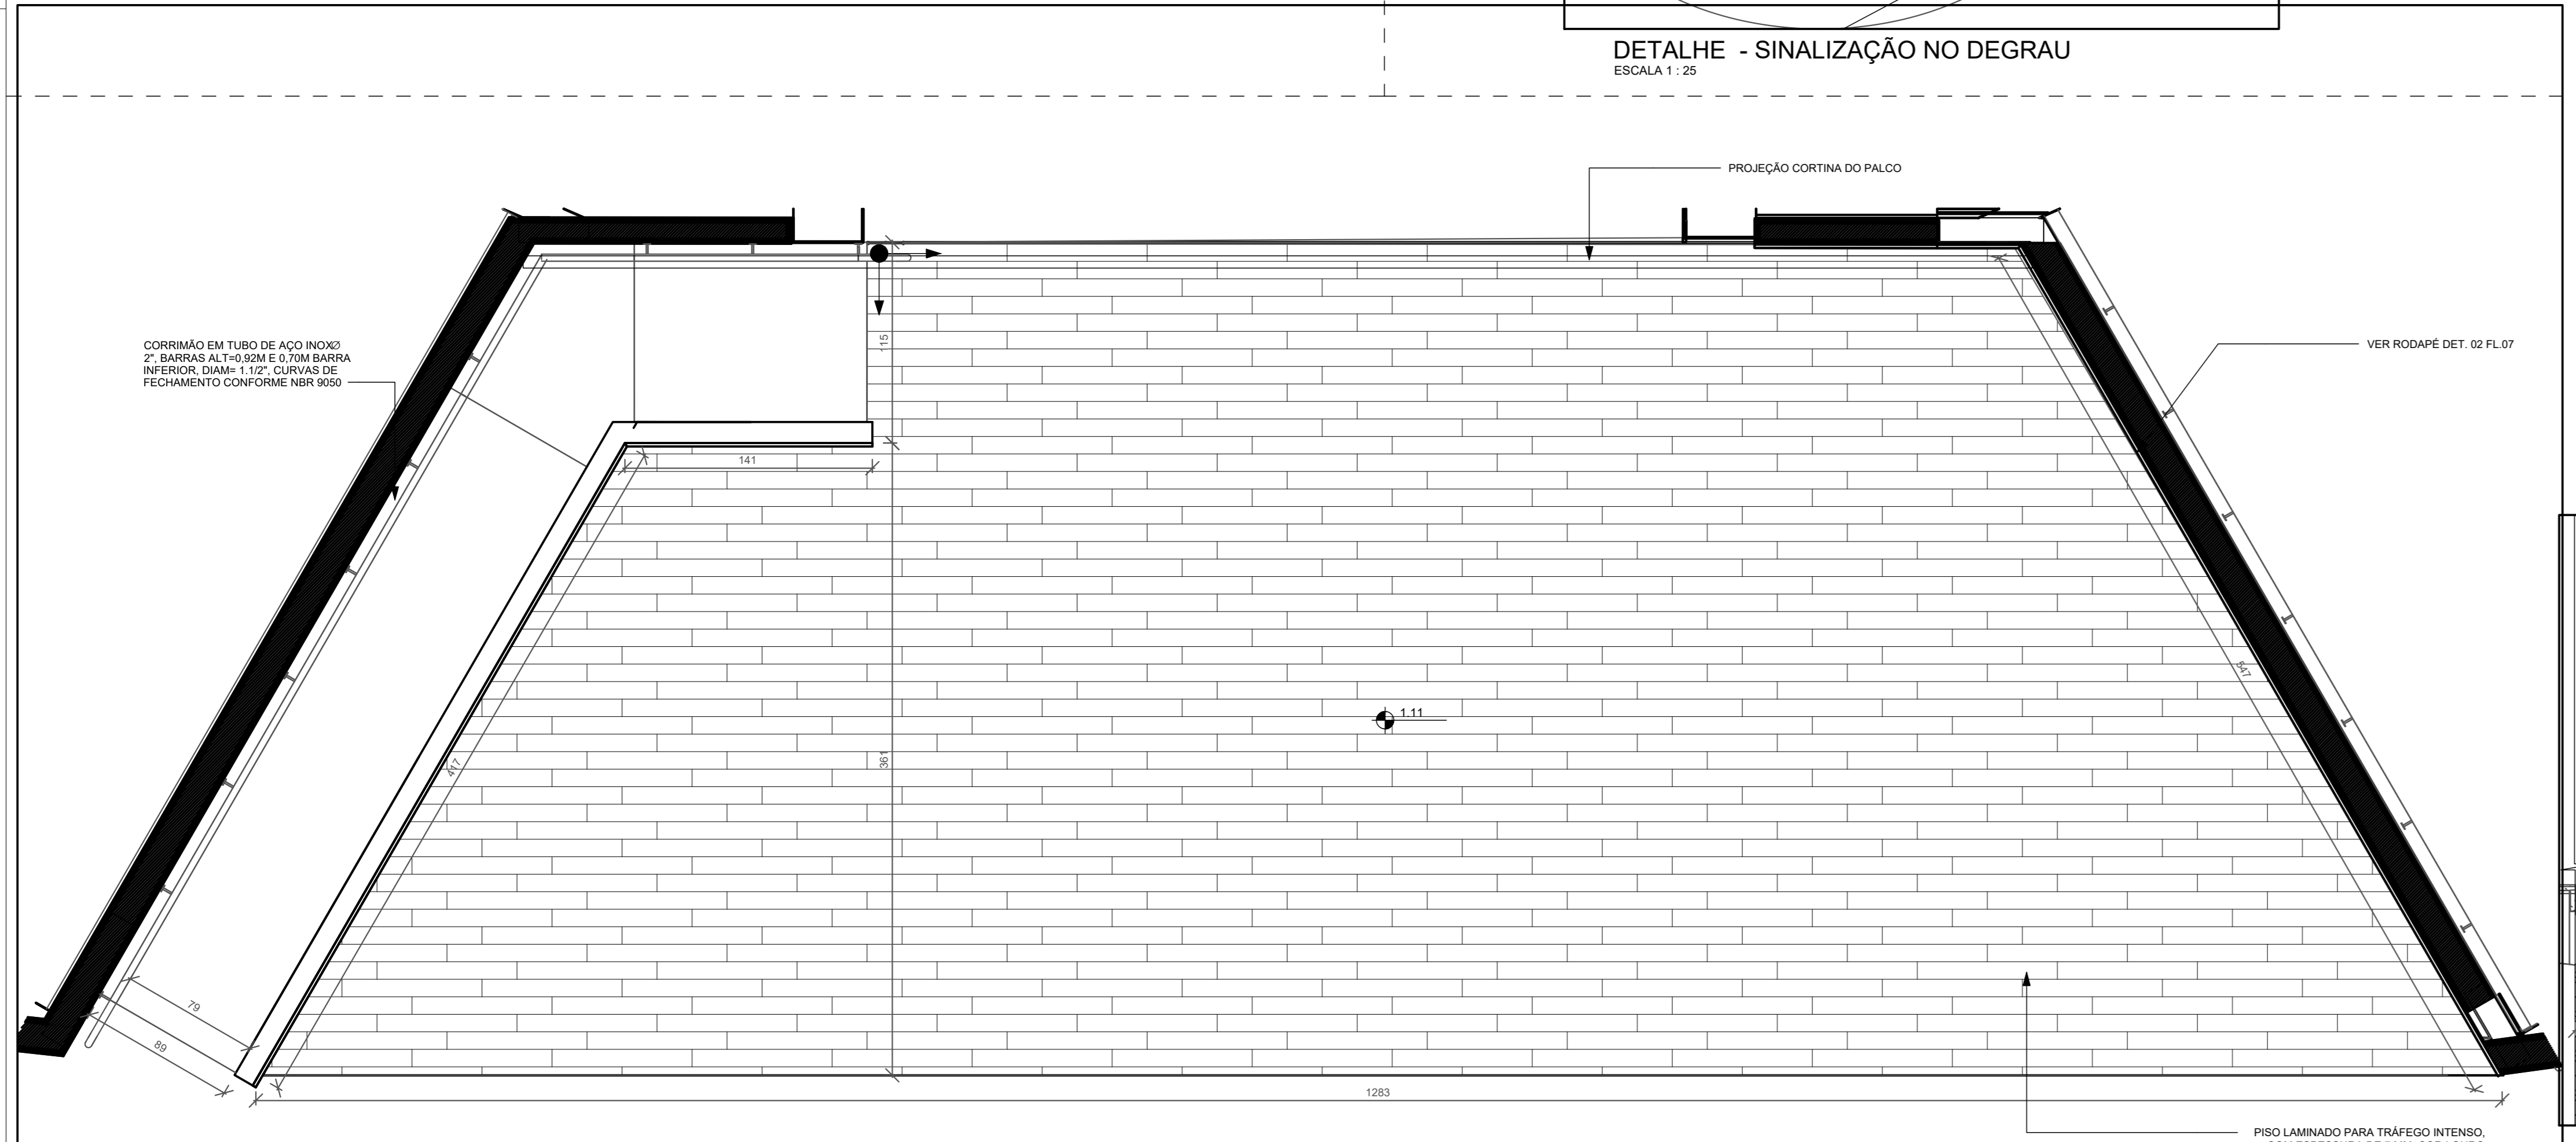 DETALHE - SINALIZAÇÃO NO DEGRAU
ESCALA 1 : 25
PROJEÇÃO CORTINA DO PALCO
CORRIMÃO EM TUBO DE AÇO INOXØ
2", BARRAS ALT=0,92M E 0,70M BARRA
INFERIOR, DIAM= 1.1/2", CURVAS DE
FECHAMENTO CONFORME NBR 9050
VER RODAPÉ DET. 02 FL.07
115
141
547
1.11
361
417
79
89
1283
PISO LAMINADO PARA TRÁFEGO INTENSO,